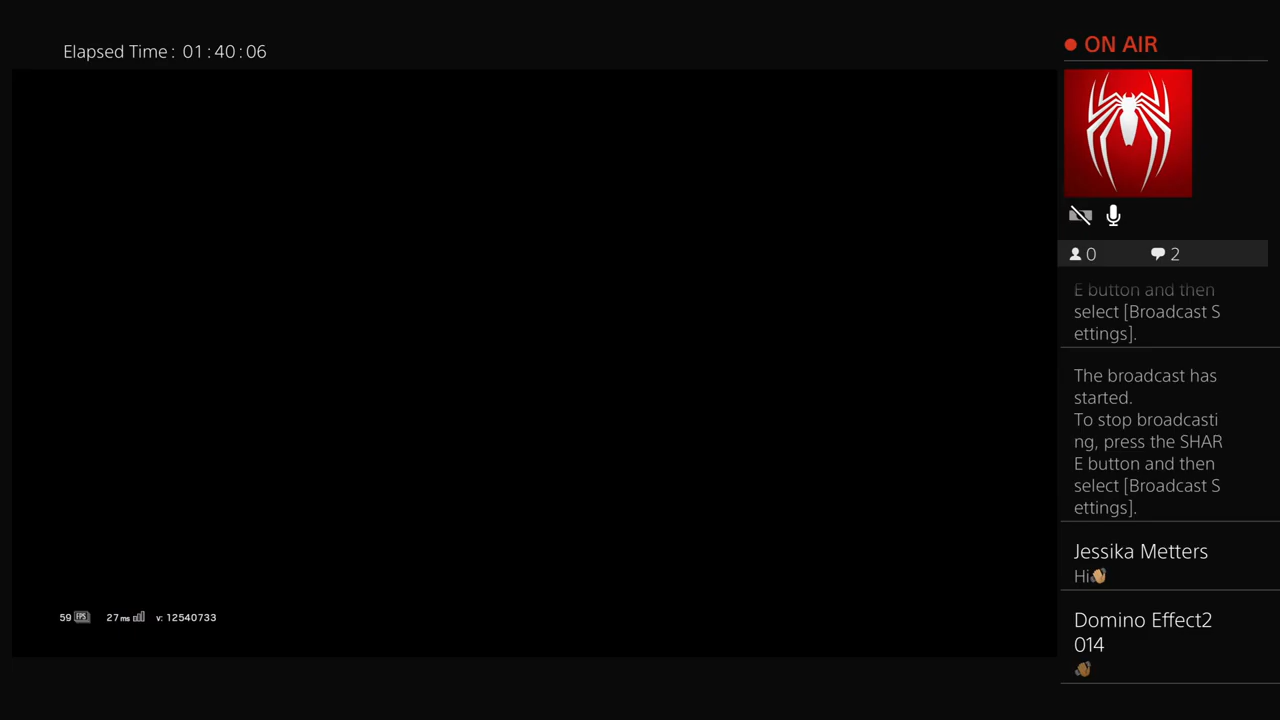 Elapsed Time : 01 : 40 : 06
ON AIR
0 2
E button and then
select [Broadcast S
ettings].
The broadcast has
started.
To stop broadcasti
ng, press the SHAR
E button and then
select [Broadcast S
ettings].
Jessika Metters
Hi👋🏼
Domino Effect2
014
👋🏾
59 FPS 27ms v: 12540733